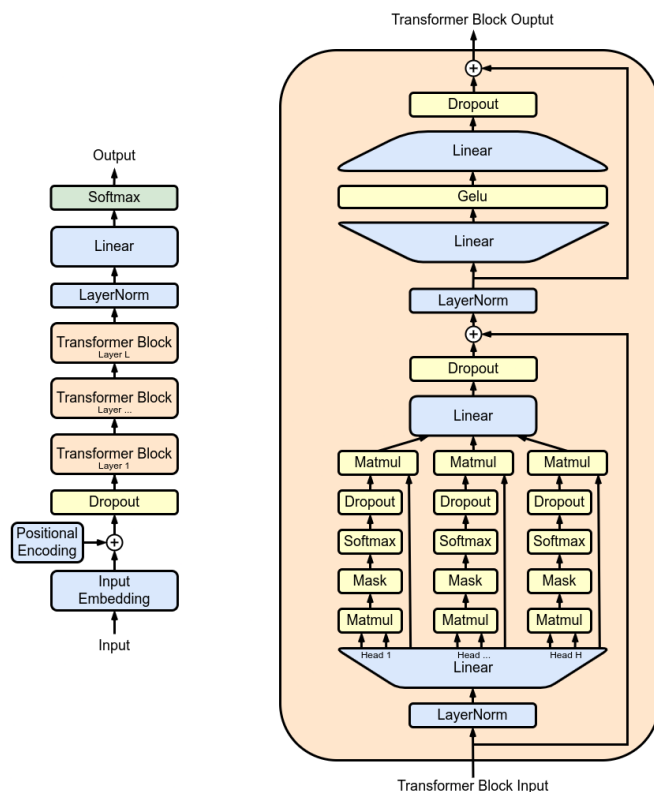 Output
Softmax
Linear
LayerNorm
Transformer Block
Layer L
Transformer Block
Layer ...
Transformer Block
Layer 1
Dropout
Positional
Encoding
+
Input
Embedding
Input
Transformer Block Ouptut
+
Dropout
Linear
Gelu
Linear
LayerNorm
+
Dropout
Linear
Matmul Matmul Matmul
Dropout Dropout Dropout
Softmax Softmax Softmax
Mask Mask Mask
Matmul Matmul Matmul
Head 1 Head ... Head H
Linear
LayerNorm
Transformer Block Input